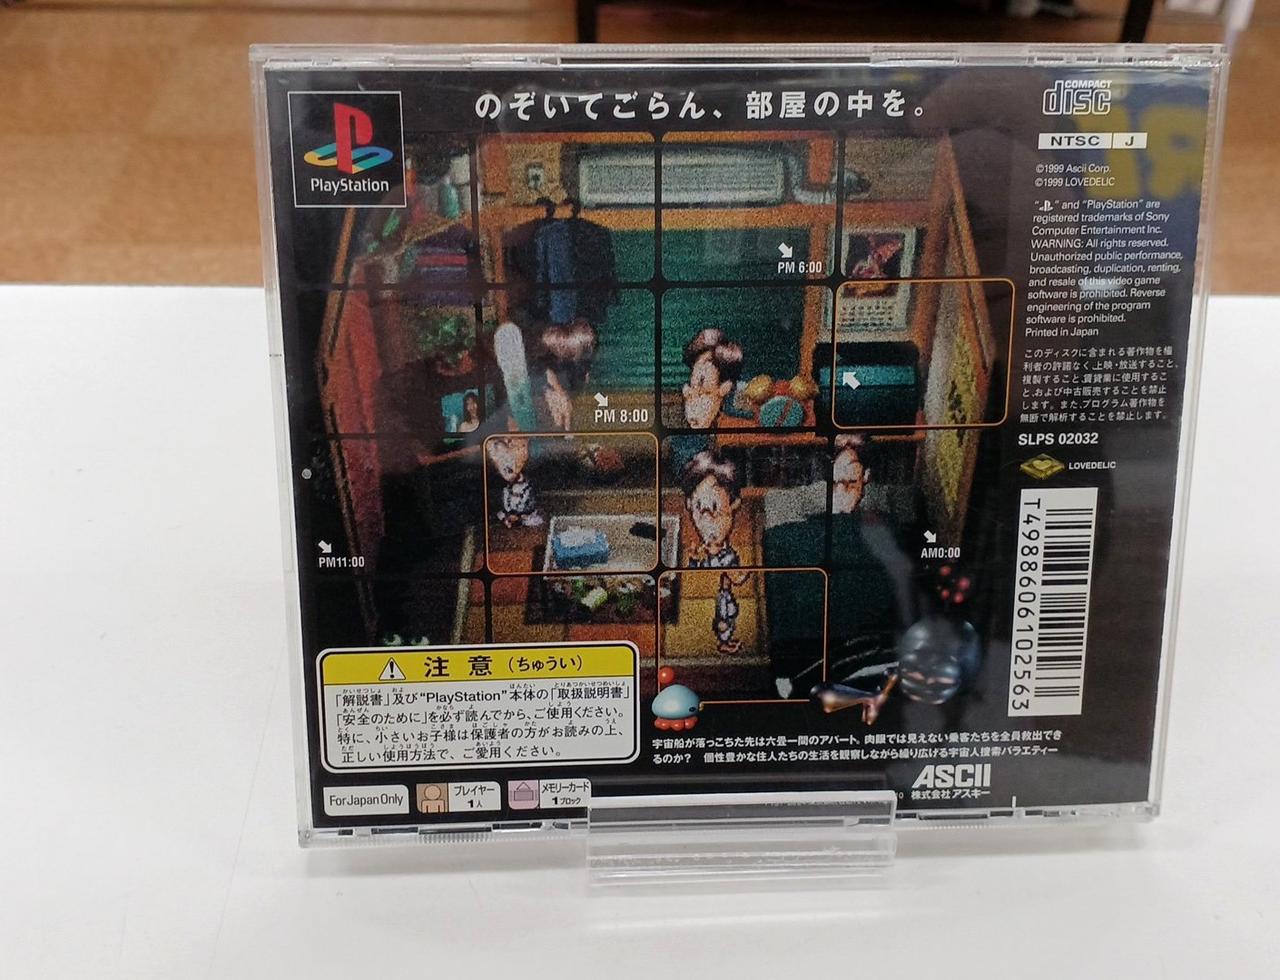 のぞいてごらん、部屋の中を。
PlayStation
COMPACT
disc
NTSC J
©1999 Ascii Corp.
©1999 LOVEDELIC
" " and "PlayStation" are
registered trademarks of Sony
Computer Entertainment Inc.
WARNING: All rights reserved.
Unauthorized public performance,
broadcasting, duplication, renting,
and resale of this video game
software is prohibited. Reverse
engineering of the program
software is prohibited.
Printed in Japan
このディスクに含まれる著作物を権
利者の許諾なく上映・放送すること、
複製すること、賃貸業に使用するこ
と、および中古販売することを禁止
します。また、プログラム著作物を
無断で解析することを禁止します。
SLPS 02032
LOVEDELIC
T4988606102563
PM 6:00
PM 8:00
PM11:00
AM0:00
注意(ちゅうい)
「解説書」及び"PlayStation"本体の「取扱説明書」
「安全のために」を必ず読んでから、ご使用ください。
特に、小さいお子様は保護者の方がお読みの上、
正しい使用方法で、ご愛用ください。
宇宙船が落っこちた先は六畳一間のアパート、肉眼では見えない乗客たちを全員救出でき
るのか? 個性豊かな住人たちの生活を観察しながら繰り広げる宇宙人捜索バラエティー
ASCII
株式会社アスキー
For Japan Only
プレイヤー
1人
メモリーカード
1ブロック